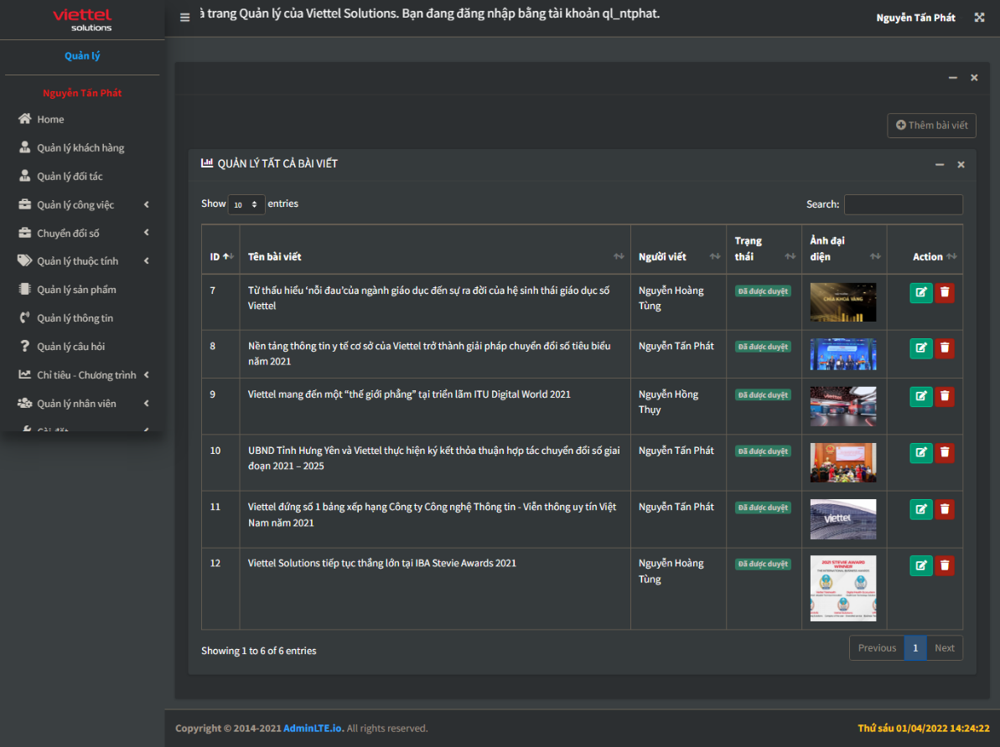 viettel
solutions
à trang Quản lý của Viettel Solutions. Bạn đang đăng nhập bằng tài khoản ql_ntphat.
Nguyễn Tấn Phát
Quản lý
Nguyễn Tấn Phát
Home
Quản lý khách hàng
Quản lý đối tác
Quản lý công việc
Chuyển đổi số
Quản lý thuộc tính
Quản lý sản phẩm
Quản lý thông tin
Quản lý câu hỏi
Chỉ tiêu - Chương trình
Quản lý nhân viên
Thêm bài viết
QUẢN LÝ TẤT CẢ BÀI VIẾT
Show 10 entries
Search:
ID Tên bài viết Người viết Trạng thái Ảnh đại diện Action
7 Từ thấu hiểu ‘nỗi đau’của ngành giáo dục đến sự ra đời của hệ sinh thái giáo dục số Nguyễn Hoàng Đã được duyệt
Viettel Tùng
CHÌA KHOÁ VÀNG
8 Nền tảng thông tin y tế cơ sở của Viettel trở thành giải pháp chuyển đổi số tiêu biểu Nguyễn Tấn Phát Đã được duyệt
năm 2021
9 Viettel mang đến một “thế giới phẳng” tại triển lãm ITU Digital World 2021 Nguyễn Hồng Đã được duyệt
Thụy
viettel
10 UBND Tỉnh Hưng Yên và Viettel thực hiện ký kết thỏa thuận hợp tác chuyển đổi số giai Nguyễn Tấn Phát Đã được duyệt
đoạn 2021 – 2025
11 Viettel đứng số 1 bảng xếp hạng Công ty Công nghệ Thông tin - Viễn thông uy tín Việt Nguyễn Tấn Phát Đã được duyệt
Nam năm 2021
viettel
12 Viettel Solutions tiếp tục thắng lớn tại IBA Stevie Awards 2021 Nguyễn Hoàng Đã được duyệt
Tùng
2021 STEVIE AWARD
WINNER
Showing 1 to 6 of 6 entries
Previous 1 Next
Copyright © 2014-2021 AdminLTE.io. All rights reserved.
Thứ sáu 01/04/2022 14:24:22